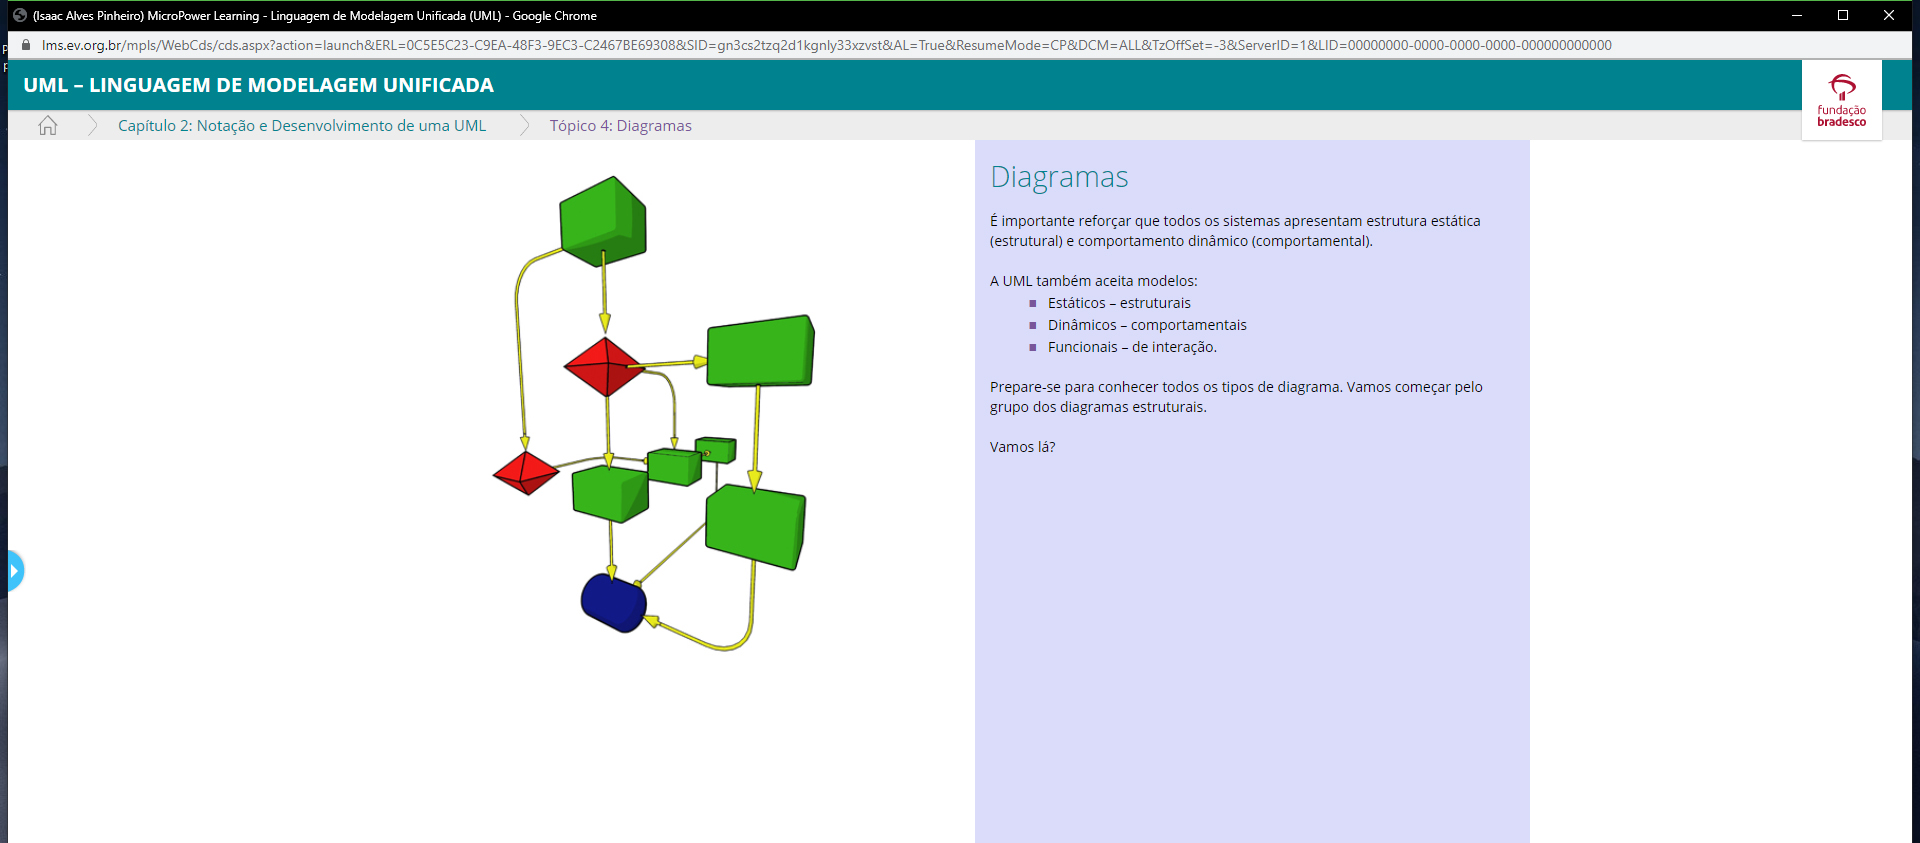 (Isaac Alves Pinheiro) MicroPower Learning - Linguagem de Modelagem Unificada (UML) - Google Chrome
lms.ev.org.br/mpls/WebCds/cds.aspx?action=launch&ERL=0C5E5C23-C9EA-48F3-9EC3-C2467BE69308&SID=gn3cs2tzq2d1kgnly33xzvst&AL=True&ResumeMode=CP&DCM=ALL&TzOffSet=-3&ServerID=1&LID=00000000-0000-0000-0000-000000000000
UML – LINGUAGEM DE MODELAGEM UNIFICADA
fundação
bradesco
Capítulo 2: Notação e Desenvolvimento de uma UML
Tópico 4: Diagramas
Diagramas
É importante reforçar que todos os sistemas apresentam estrutura estática
(estrutural) e comportamento dinâmico (comportamental).
A UML também aceita modelos:
Estáticos – estruturais
Dinâmicos – comportamentais
Funcionais – de interação.
Prepare-se para conhecer todos os tipos de diagrama. Vamos começar pelo
grupo dos diagramas estruturais.
Vamos lá?